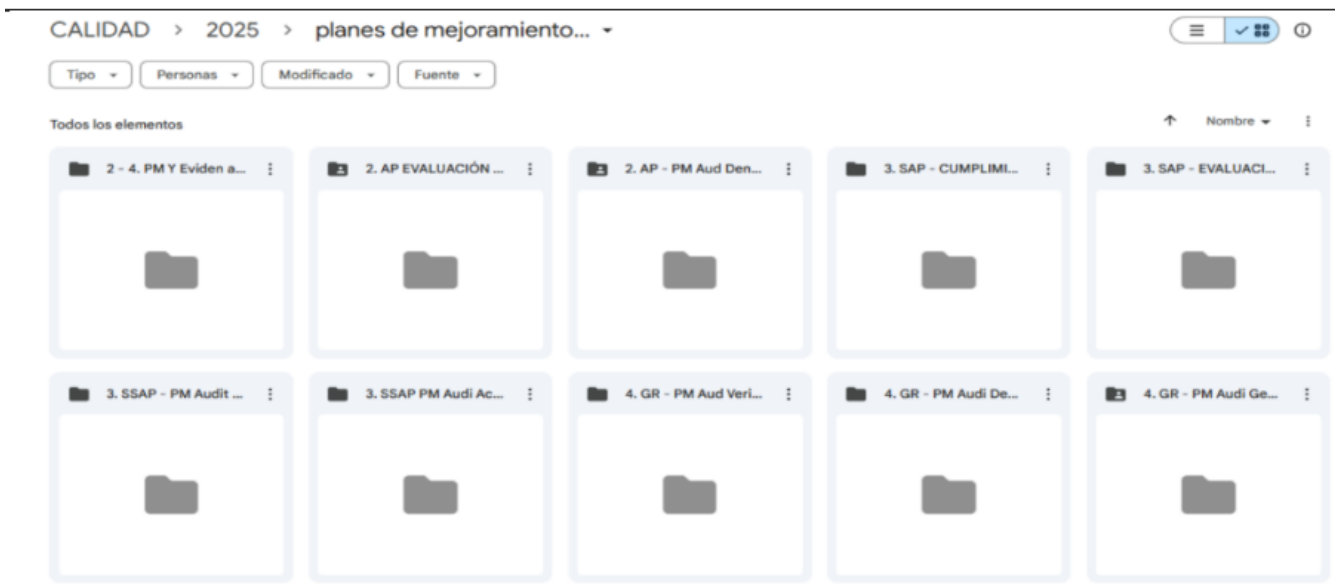 CALIDAD > 2025 > planes de mejoramiento...
Tipo Personas Modificado Fuente
Todos los elementos
Nombre
2 - 4. PM Y Eviden a... 2. AP EVALUACIÓN ... 2. AP - PM Aud Den... 3. SAP - CUMPLIMI... 3. SAP - EVALUACI...
3. SSAP - PM Audit ... 3. SSAP PM Audi Ac... 4. GR - PM Aud Veri... 4. GR - PM Audi De... 4. GR - PM Audi Ge...